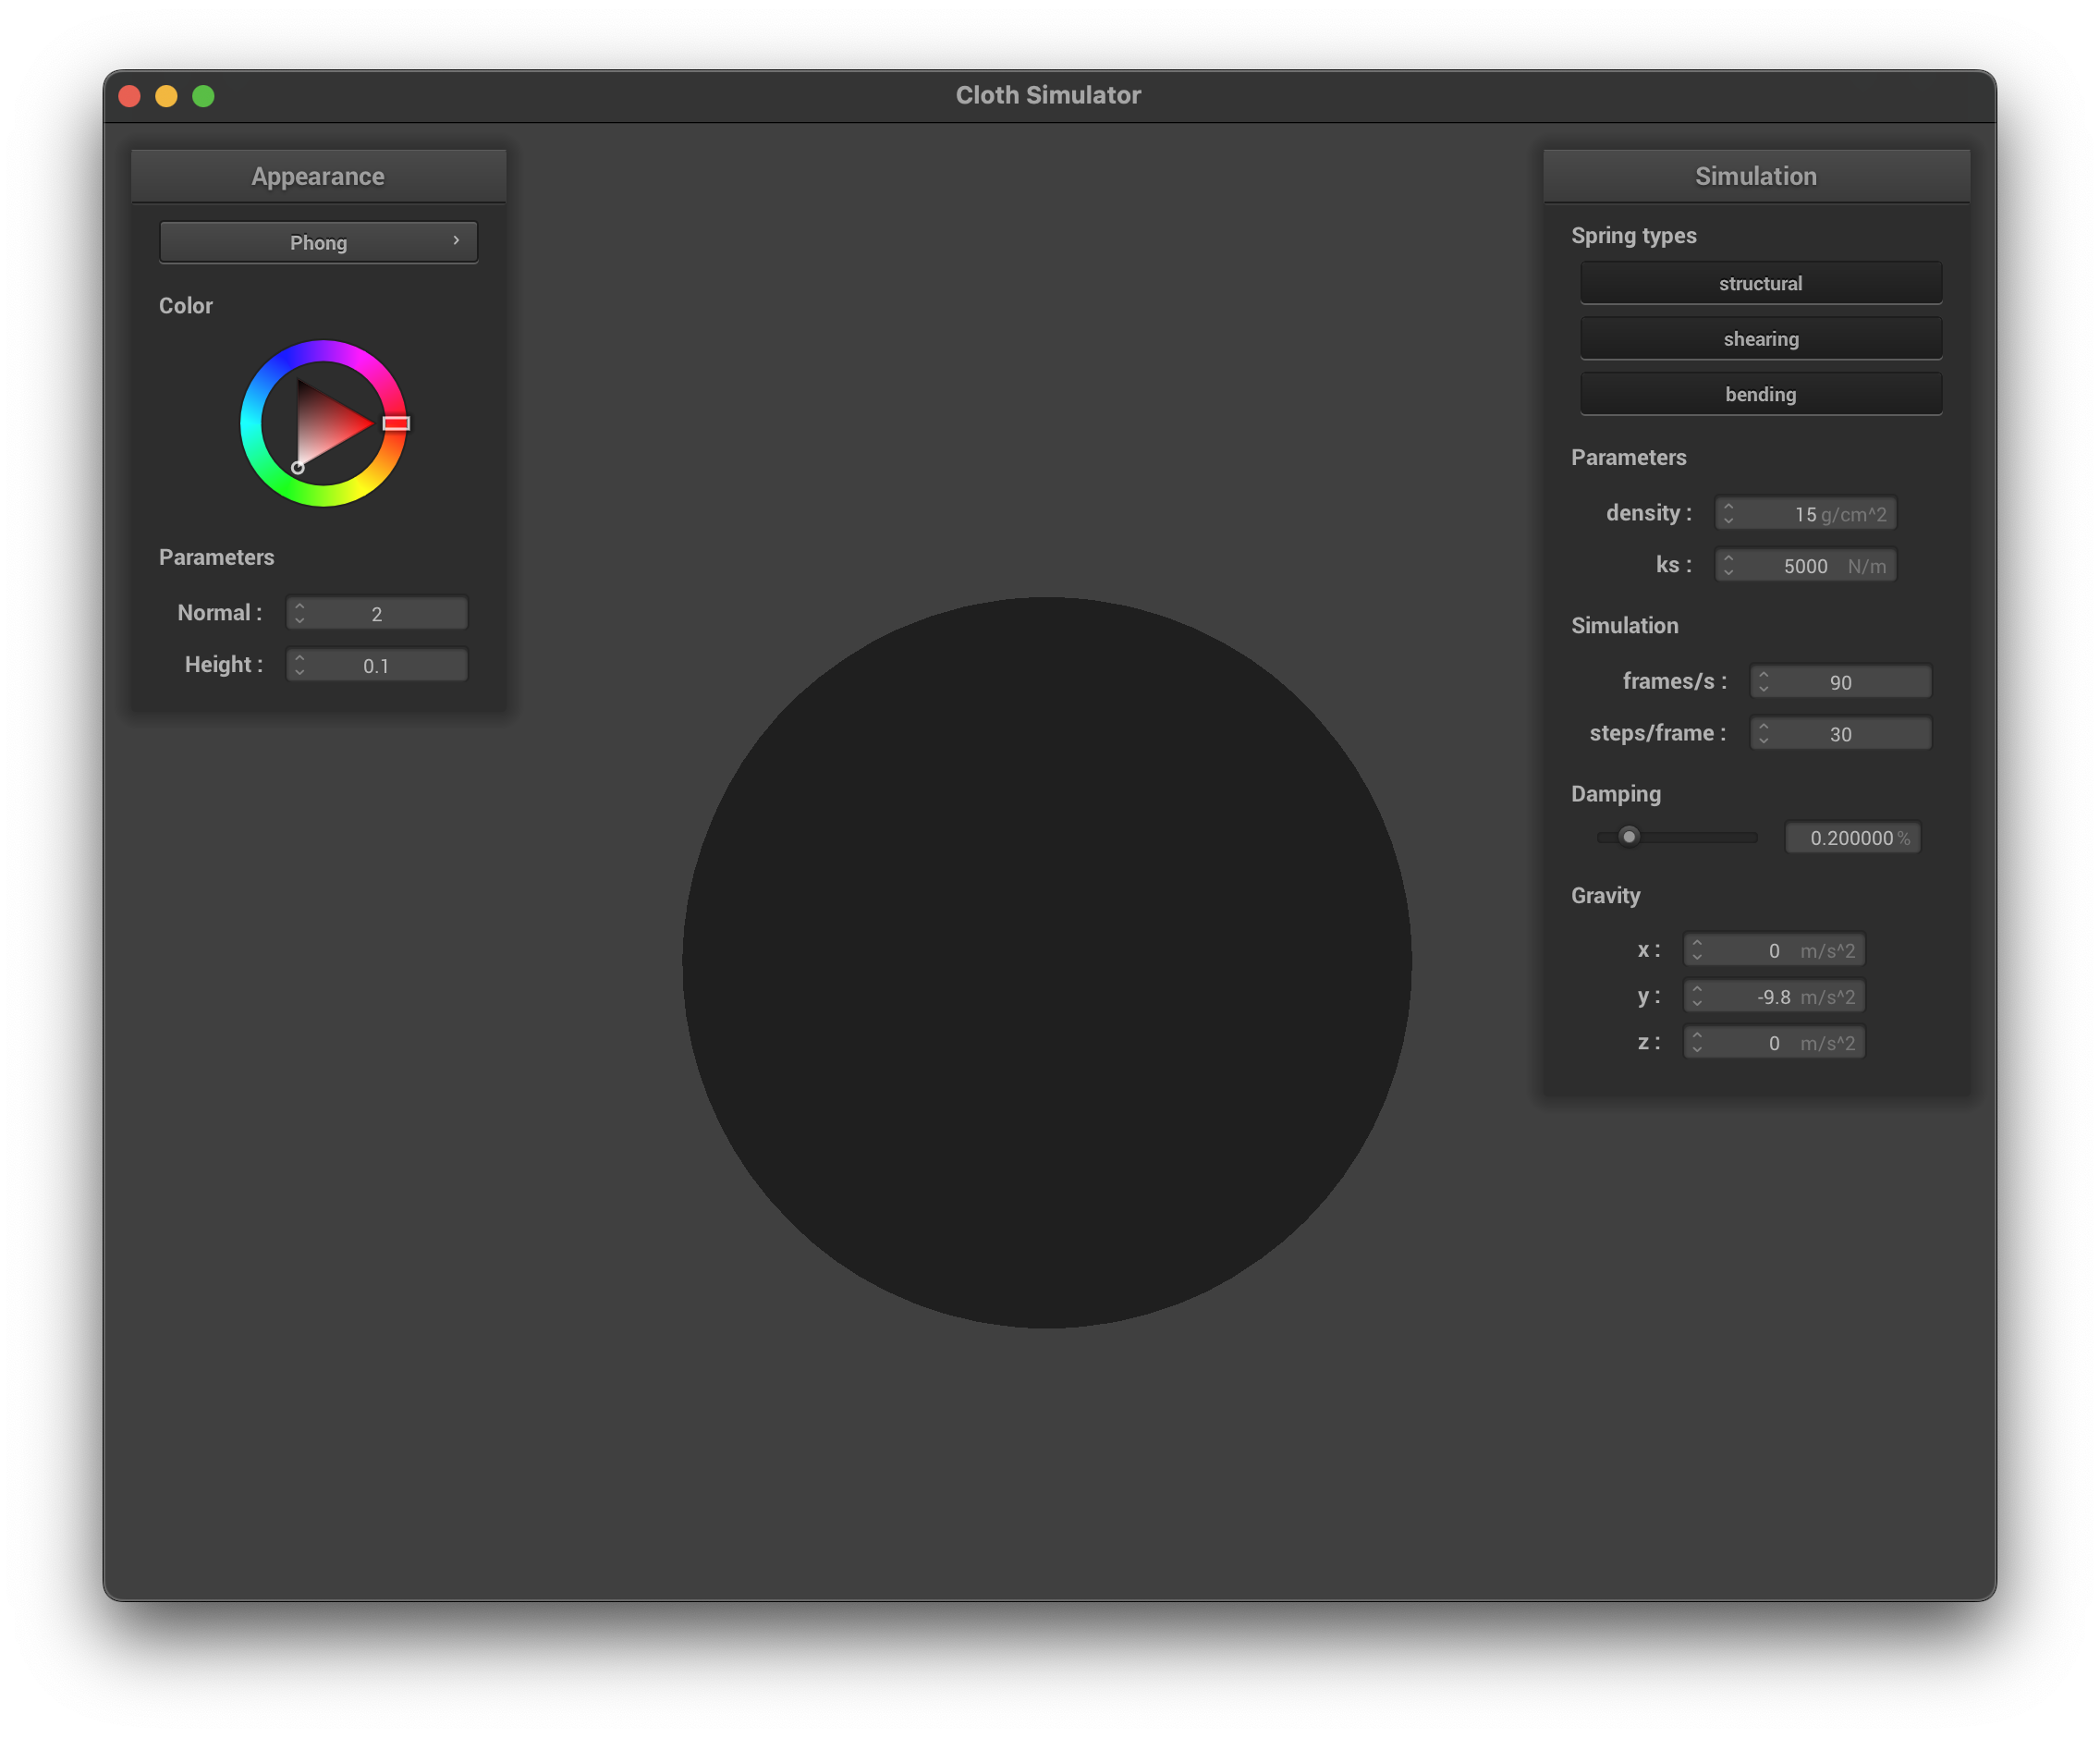 Cloth Simulator
Appearance
Phong
Color
Parameters
Normal : 2
Height : 0.1
Simulation
Spring types
structural
shearing
bending
Parameters
density : 15 g/cm^2
ks : 5000 N/m
Simulation
frames/s : 90
steps/frame : 30
Damping
0.200000 %
Gravity
x : 0 m/s^2
y : -9.8 m/s^2
z : 0 m/s^2